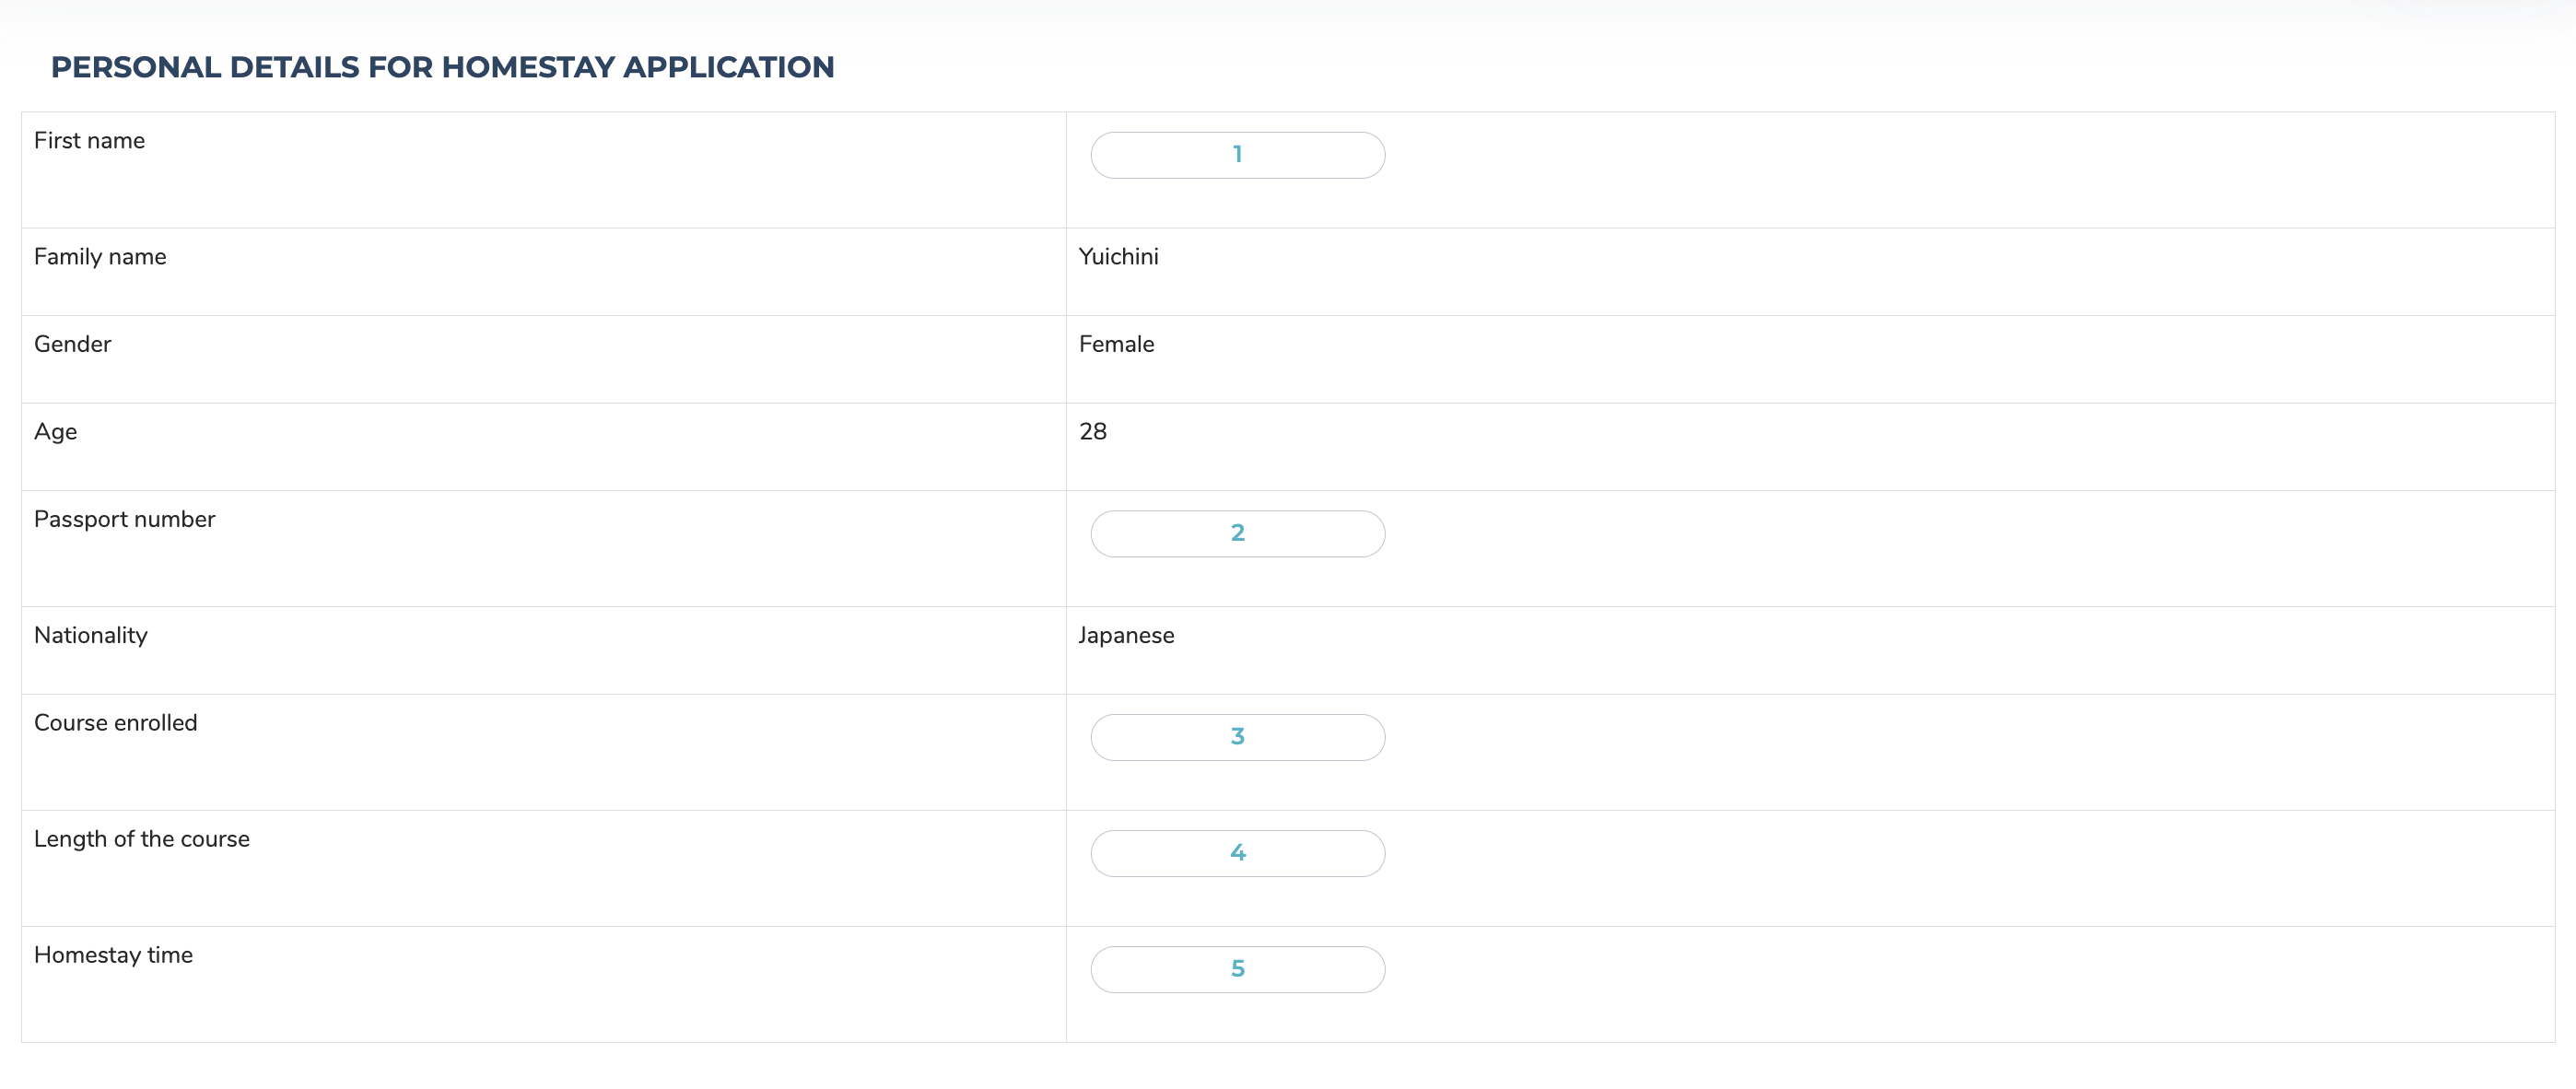 PERSONAL DETAILS FOR HOMESTAY APPLICATION
First name
1
Family name
Yuichini
Gender
Female
Age
28
Passport number
2
Nationality
Japanese
Course enrolled
3
Length of the course
4
Homestay time
5